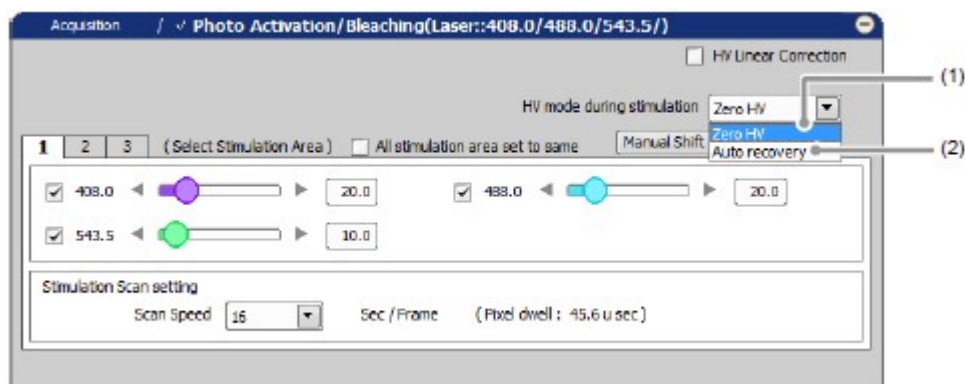 Acquisition / ✓ Photo Activation/Bleaching(Laser::408.0/488.0/543.5/)
HV Linear Correction
(1)
HV mode during stimulation Zero HV
Zero HV
1 2 3 (Select Stimulation Area) All stimulation area set to same Manual Shift
Auto recovery
(2)
408.0 20.0 488.0 20.0
543.5 10.0
Stimulation Scan setting
Scan Speed 16 Sec/Frame (Pixel dwell : 45.6 u sec)